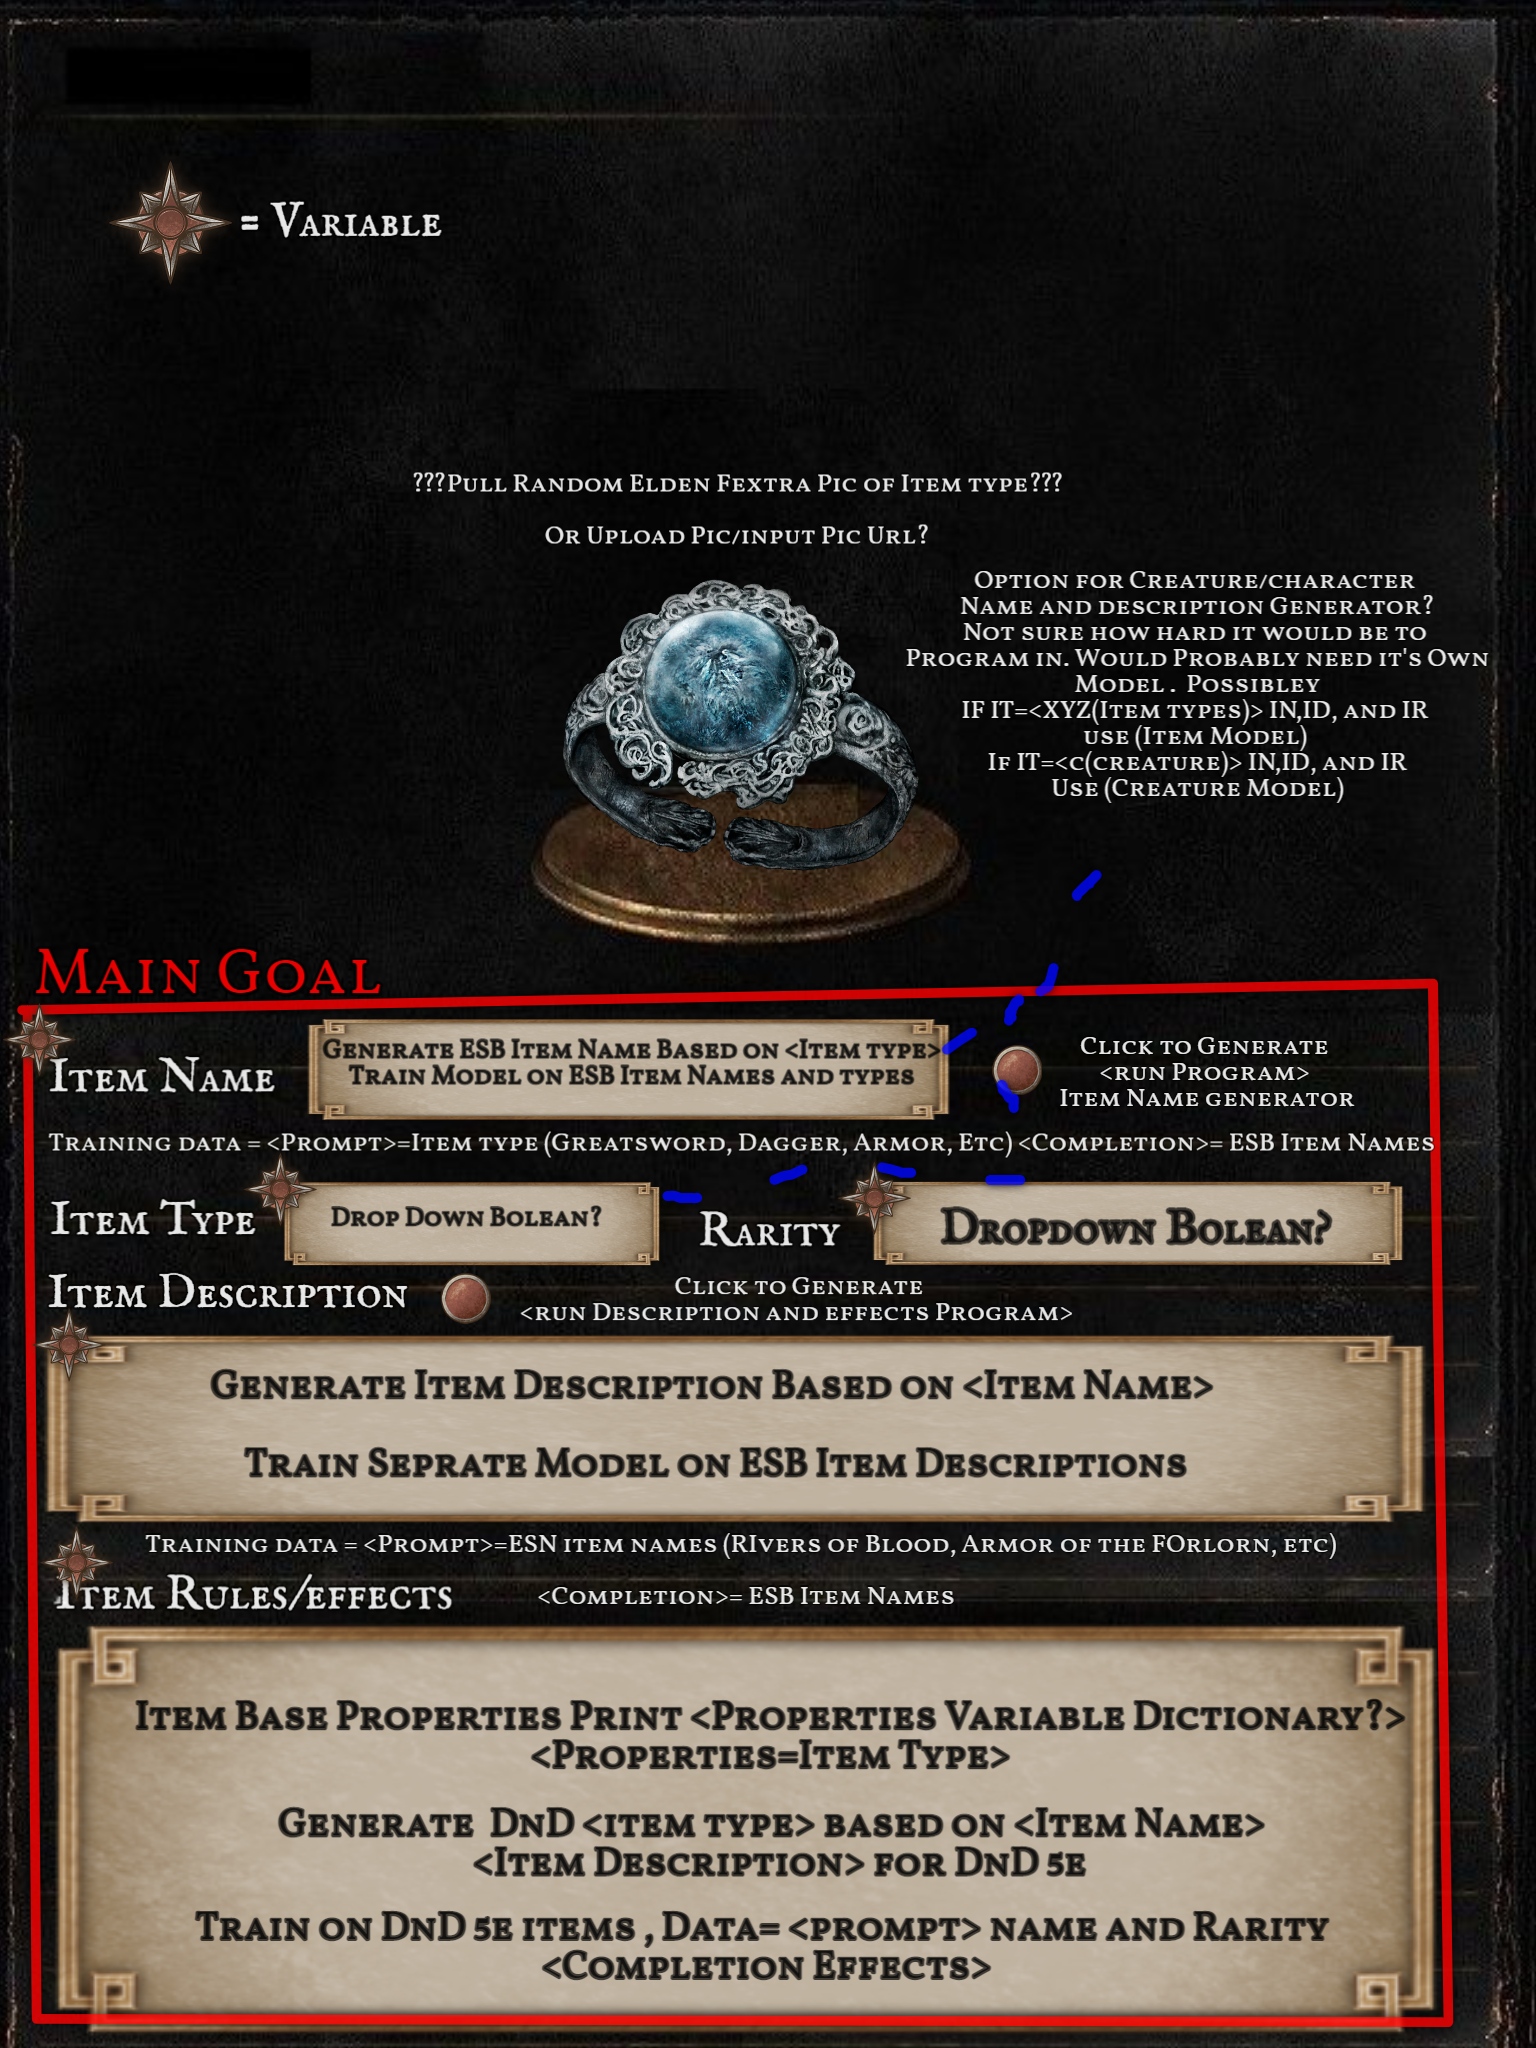 = Variable
???Pull Random Elden Fextra Pic of Item type???
Or Upload Pic/input Pic Url?
Option for Creature/character
Name and description Generator?
Not sure how hard it would be to
Program in. Would Probably need it's Own
Model . Possibley
IF IT=<XYZ(Item types)> IN,ID, and IR
use (Item Model)
If IT=<c(creature)> IN,ID, and IR
Use (Creature Model)
Main Goal
Item Name
Generate ESB Item Name Based on <Item type>
Train Model on ESB Item Names and types
Click to Generate
<run Program>
Item Name generator
Training data = <Prompt>=Item type (Greatsword, Dagger, Armor, Etc) <Completion>= ESB Item Names
Item Type
Drop Down Bolean?
Rarity
Dropdown Bolean?
Item Description
Click to Generate
<run Description and effects Program>
Generate Item Description Based on <Item Name>
Train Seprate Model on ESB Item Descriptions
Training data = <Prompt>=ESN item names (RIvers of Blood, Armor of the FOrlorn, etc)
Item Rules/effects
<Completion>= ESB Item Names
Item Base Properties Print <Properties Variable Dictionary?>
<Properties=Item Type>
Generate DnD <item type> based on <Item Name>
<Item Description> for DnD 5e
Train on DnD 5e items , Data= <prompt> name and Rarity
<Completion Effects>